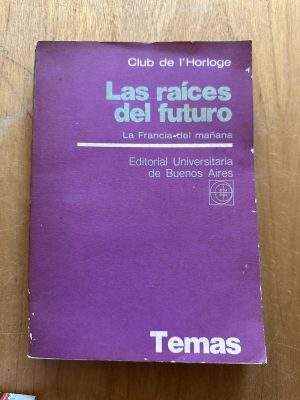 Club de l'Horloge
Las raíces
del futuro
La Francia del mañana
Editorial Universitaria
de Buenos Aires
Temas